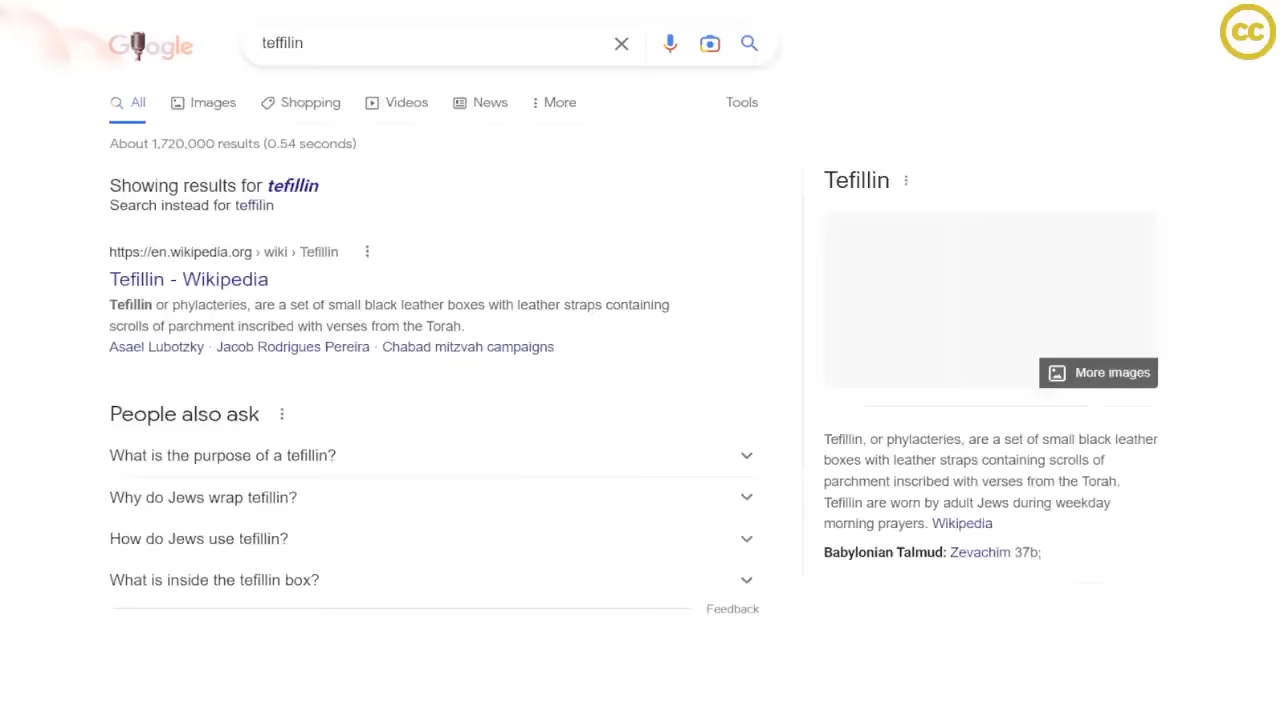 Google
teffilin
All Images Shopping Videos News More Tools
About 1,720,000 results (0.54 seconds)
Showing results for tefillin
Search instead for teffilin
https://en.wikipedia.org › wiki › Tefillin
Tefillin - Wikipedia
Tefillin or phylacteries, are a set of small black leather boxes with leather straps containing
scrolls of parchment inscribed with verses from the Torah.
Asael Lubotzky · Jacob Rodrigues Pereira · Chabad mitzvah campaigns
People also ask
What is the purpose of a tefillin?
Why do Jews wrap tefillin?
How do Jews use tefillin?
What is inside the tefillin box?
Feedback
Tefillin
More images
Tefillin, or phylacteries, are a set of small black leather
boxes with leather straps containing scrolls of
parchment inscribed with verses from the Torah.
Tefillin are worn by adult Jews during weekday
morning prayers. Wikipedia
Babylonian Talmud: Zevachim 37b;
CC